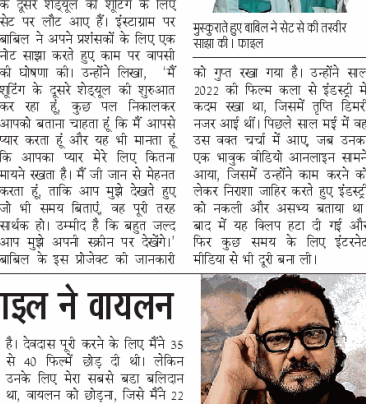 के दूसरे शेड्यूल की शूटिंग के लिए
सेट पर लौट आए हैं। इंस्टाग्राम पर
बाबिल ने अपने प्रशंसकों के लिए एक
नोट साझा करते हुए काम पर वापसी
की घोषणा की। उन्होंने लिखा, ‘मैं
शूटिंग के दूसरे शेड्यूल की शुरुआत
कर रहा हूं, कुछ पल निकालकर
आपको बताना चाहता हूं कि मैं आपसे
प्यार करता हूं और यह भी मानता हूं
कि आपका प्यार मेरे लिए कितना
मायने रखता है। मैं जी जान से मेहनत
करता हूं, ताकि आप मुझे देखते हुए
जो भी समय बिताएं, वह पूरी तरह
सार्थक हो। उम्मीद है कि बहुत जल्द
आप मुझे अपनी स्क्रीन पर देखेंगे।’
बाबिल के इस प्रोजेक्ट की जानकारी
मुस्कुराते हुए बाबिल ने सेट से की तस्वीर
साझा की। फाइल
को गुप्त रखा गया है। उन्होंने साल
2022 की फिल्म कला से इंडस्ट्री में
कदम रखा था, जिसमें तृप्ति डिमरी
नजर आई थीं। पिछले साल मई में वह
उस वक्त चर्चा में आए, जब उनक
एक भावुक वीडियो आनलाइन सामने
आया, जिसमें उन्होंने काम करने को
लेकर निराशा जाहिर करते हुए इंडस्ट्री
को नकली और असभ्य बताया था
बाद में यह क्लिप हटा दी गई और
फिर कुछ समय के लिए इंटरनेट
मीडिया से भी दूरी बना ली।
ाइल ने वायलन
है। देवदास पूरी करने के लिए मैंने 35
से 40 फिल्में छोड़ दी थी। लेकिन
उनके लिए मेरा सबसे बडा बलिदान
था, वायलन को छोड़ना, जिसे मैंने 22